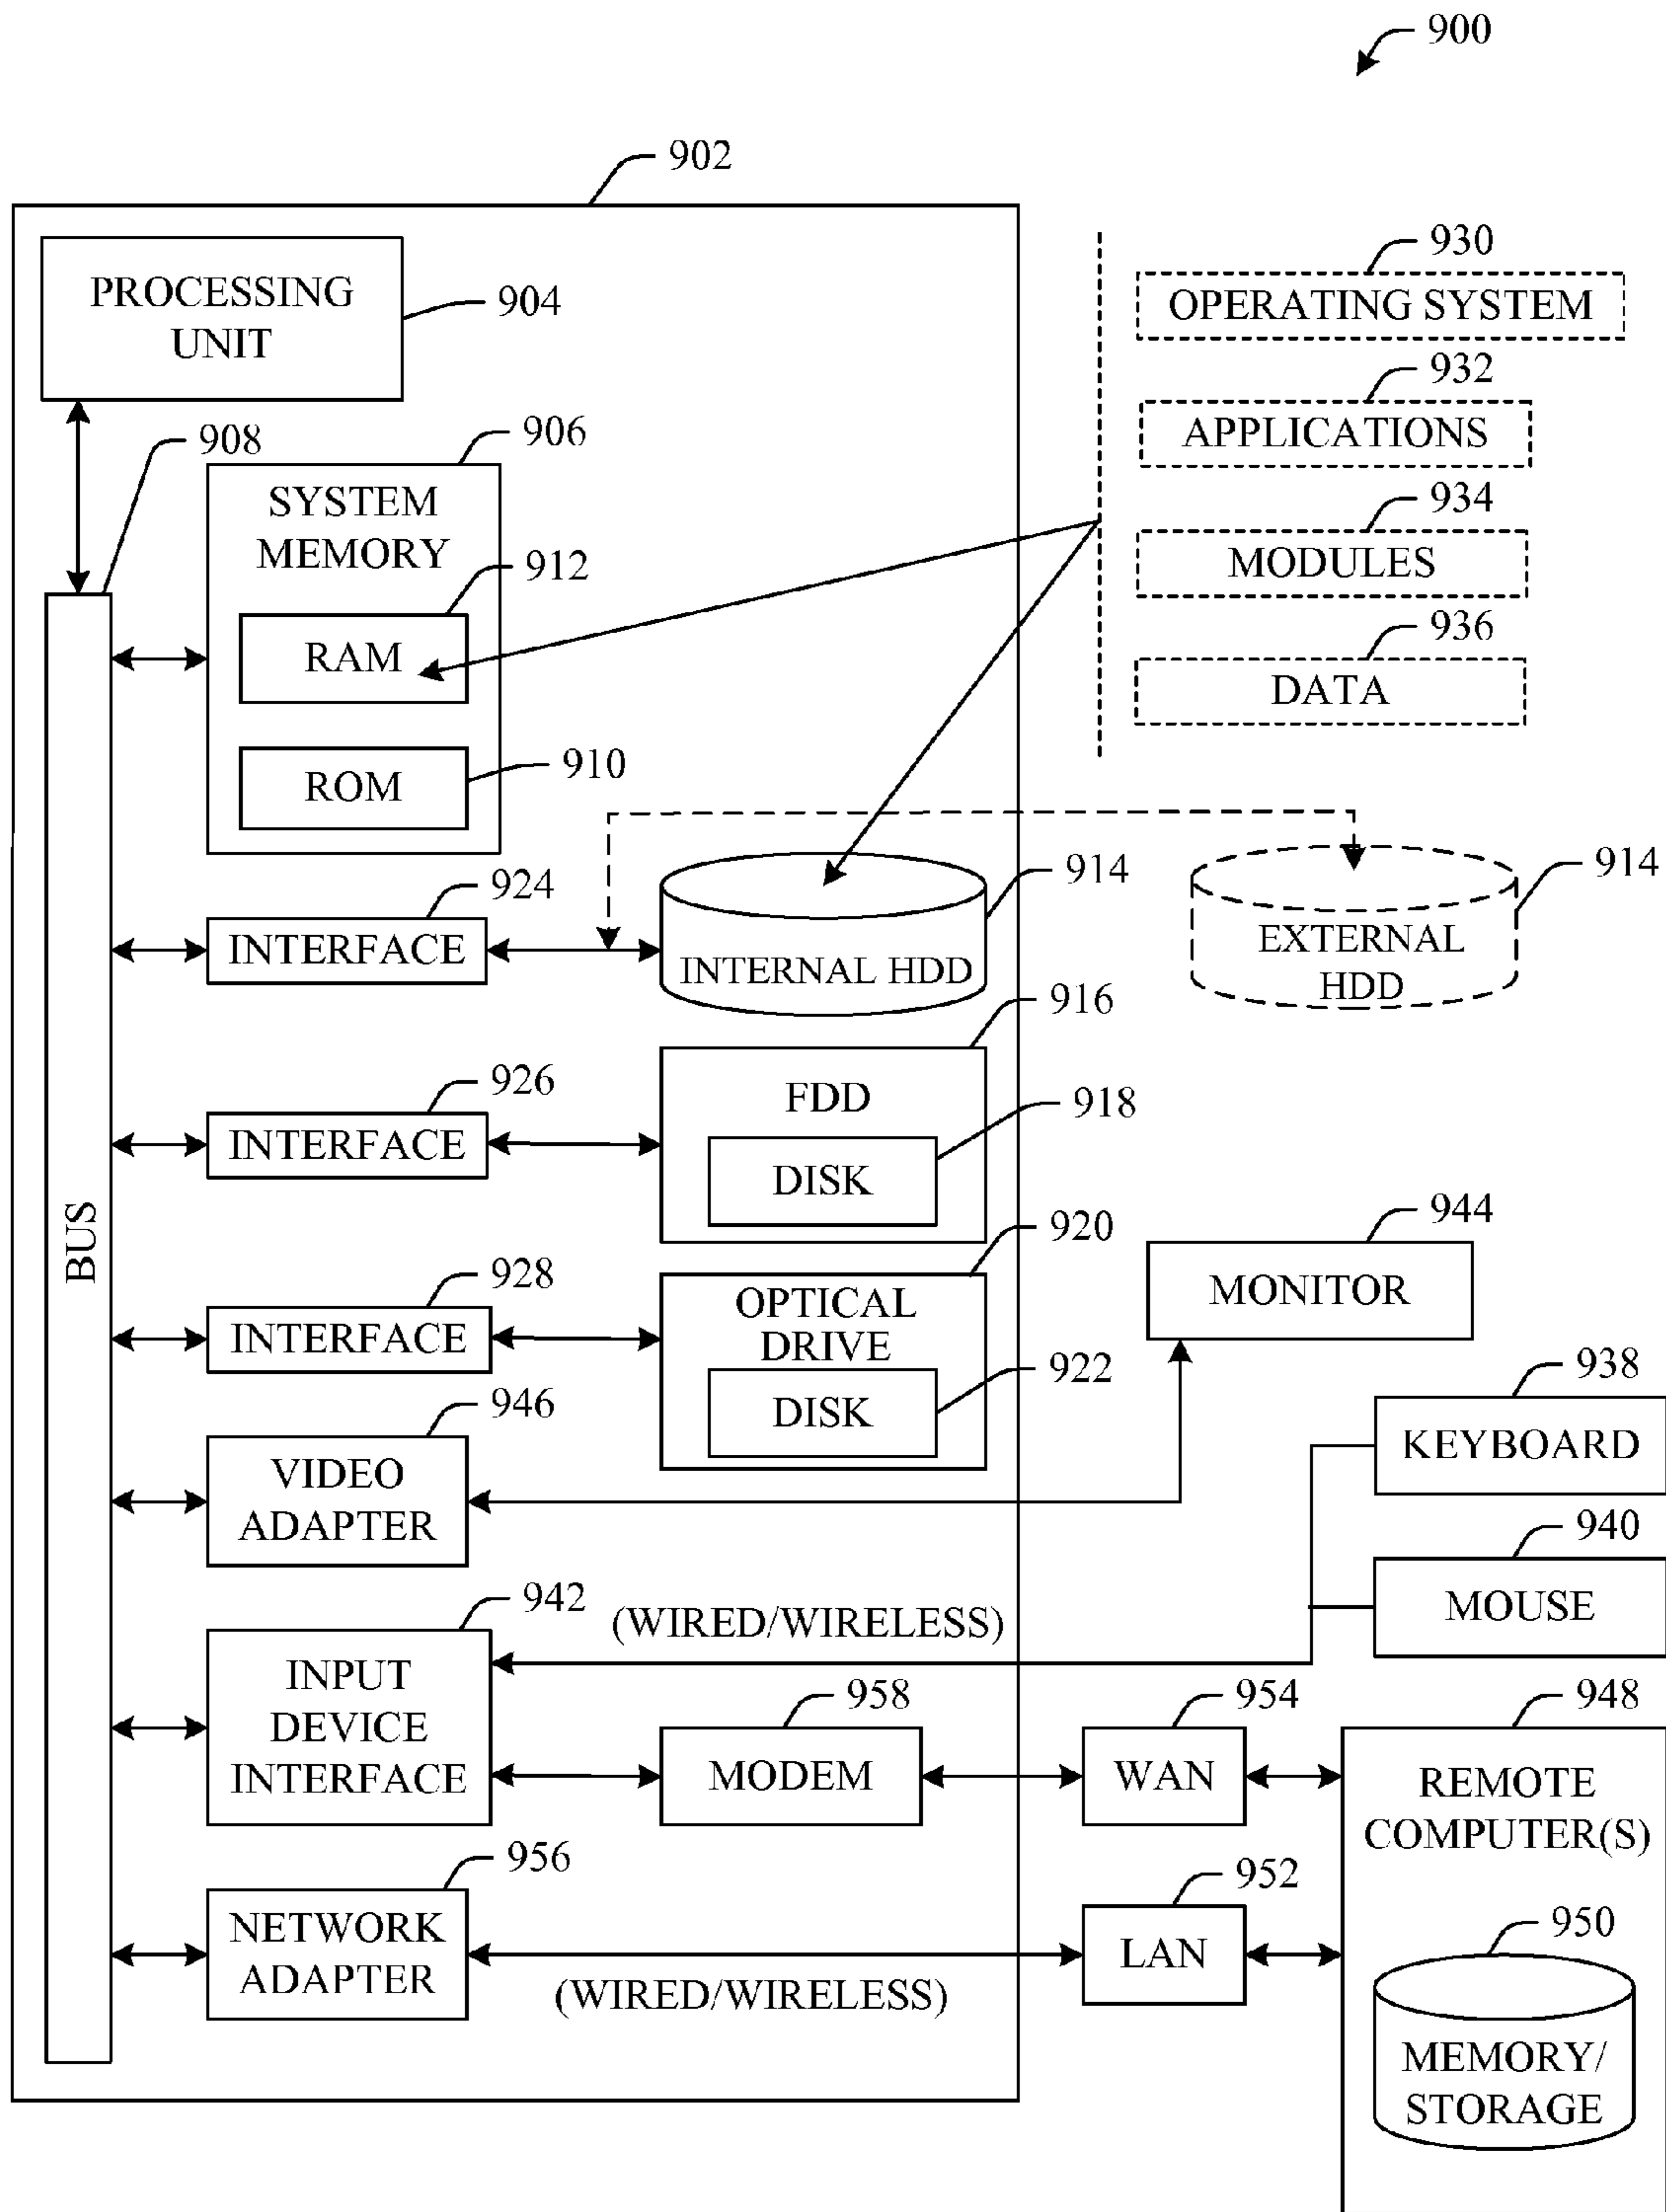 900
902
PROCESSING
UNIT
904
908
906
SYSTEM
MEMORY
912
RAM
ROM
910
930
OPERATING SYSTEM
932
APPLICATIONS
934
MODULES
936
DATA
924
INTERFACE
914
INTERNAL HDD
914
EXTERNAL
HDD
916
FDD
926
INTERFACE
918
DISK
BUS
920
OPTICAL
DRIVE
928
INTERFACE
922
DISK
944
MONITOR
946
VIDEO
ADAPTER
938
KEYBOARD
940
MOUSE
942
(WIRED/WIRELESS)
INPUT
DEVICE
INTERFACE
958
MODEM
954
WAN
948
REMOTE
COMPUTER(S)
956
NETWORK
ADAPTER
(WIRED/WIRELESS)
952
LAN
950
MEMORY/
STORAGE